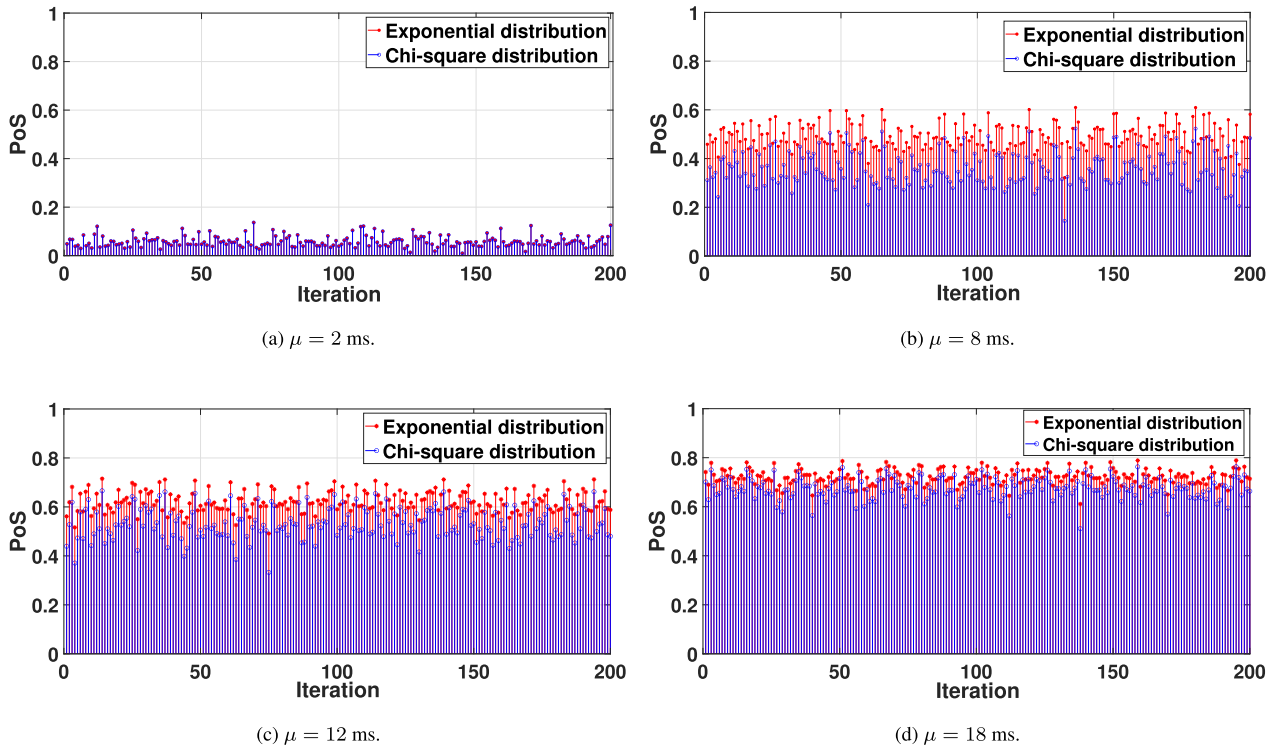 1
0.8
0.6
0.4
0.2
0
PoS
0 50 100 150 200
Iteration
Exponential distribution
Chi-square distribution
(a) μ = 2 ms.
1
0.8
0.6
0.4
0.2
0
PoS
0 50 100 150 200
Iteration
Exponential distribution
Chi-square distribution
(b) μ = 8 ms.
1
0.8
0.6
0.4
0.2
0
PoS
0 50 100 150 200
Iteration
Exponential distribution
Chi-square distribution
(c) μ = 12 ms.
1
0.8
0.6
0.4
0.2
0
PoS
0 50 100 150 200
Iteration
Exponential distribution
Chi-square distribution
(d) μ = 18 ms.